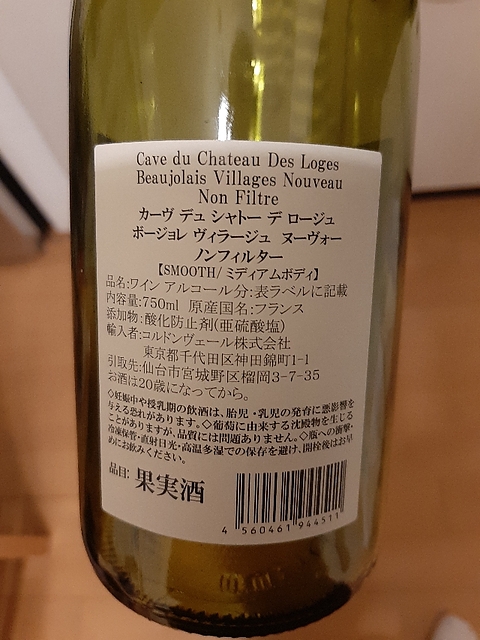 Cave du Chateau Des Loges
Beaujolais Villages Nouveau
Non Filtre
カーヴ デュ シャトー デ ロージュ
ボージョレ ヴィラージュ ヌーヴォー
ノンフィルター
【SMOOTH/ミディアムボディ】
品名:ワイン アルコール分:表ラベルに記載
内容量:750ml 原産国名:フランス
添加物:酸化防止剤(亜硫酸塩)
輸入者:コルドンヴェール株式会社
東京都千代田区神田錦町1-1
引取先:仙台市宮城野区榴岡3-7-35
お酒は20歳になってから。
◇妊娠中や授乳期の飲酒は、胎児・乳児の発育に悪影響を
与える恐れがあります。◇葡萄に由来する沈殿物を生じる
ことがありますが、品質には問題ありません。◇瓶への衝撃・
冷凍保管・直射日光・高温多湿での保存を避け、開栓後はお早
めにお飲みください。
品目:果実酒
4 560461 944511